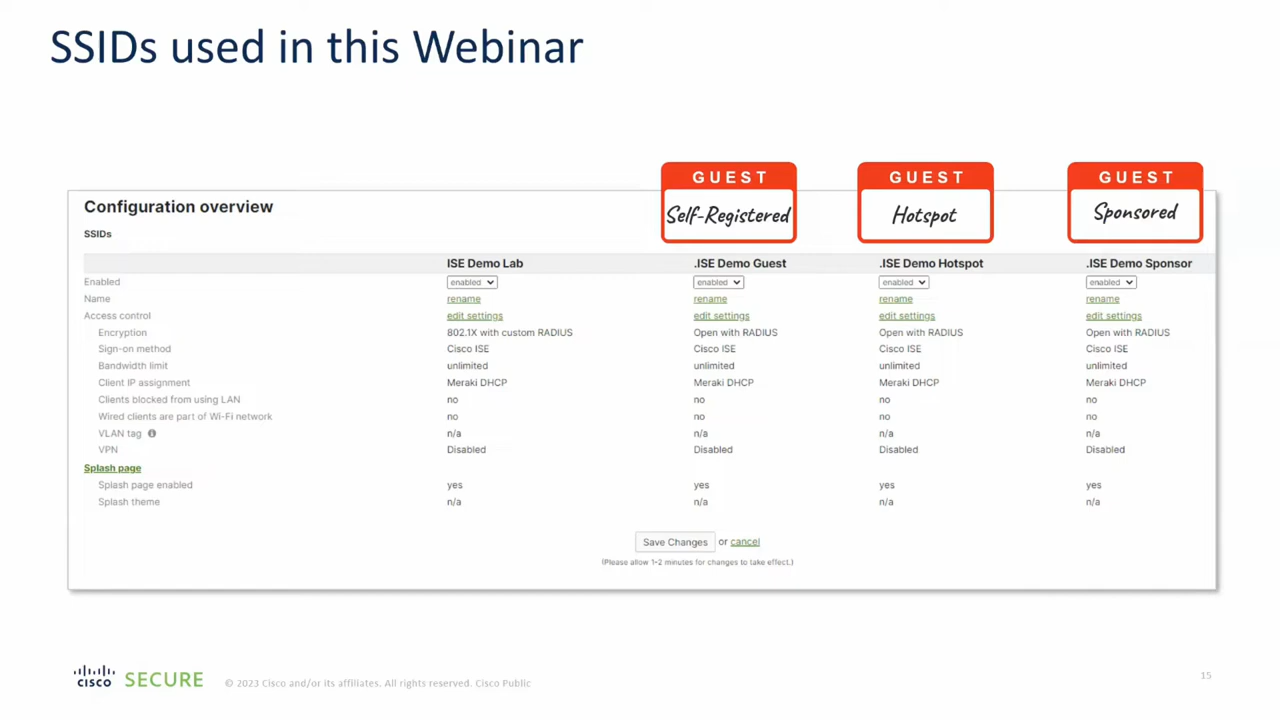 SSIDs used in this Webinar
GUEST GUEST GUEST
Self-Registered Hotspot Sponsored
Configuration overview
SSIDs
ISE Demo Lab .ISE Demo Guest .ISE Demo Hotspot .ISE Demo Sponsor
Enabled enabled enabled enabled enabled
Name rename rename rename rename
Access control edit settings edit settings edit settings edit settings
Encryption 802.1X with custom RADIUS Open with RADIUS Open with RADIUS Open with RADIUS
Sign-on method Cisco ISE Cisco ISE Cisco ISE Cisco ISE
Bandwidth limit unlimited unlimited unlimited unlimited
Client IP assignment Meraki DHCP Meraki DHCP Meraki DHCP Meraki DHCP
Clients blocked from using LAN no no no no
Wired clients are part of Wi-Fi network no no no no
VLAN tag n/a n/a n/a n/a
VPN Disabled Disabled Disabled Disabled
Splash page
Splash page enabled yes yes yes yes
Splash theme n/a n/a n/a n/a
Save Changes or cancel
(Please allow 1-2 minutes for changes to take effect.)
CISCO SECURE © 2023 Cisco and/or its affiliates. All rights reserved. Cisco Public 15